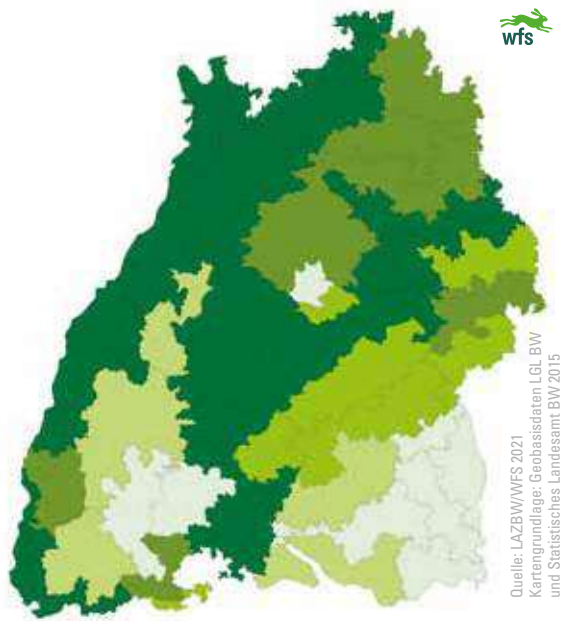 wfs
Quelle: LAZBW/WFS 2021
Kartengrundlage: Geobasisdaten LGL BW
und Statistisches Landesamt BW 2015